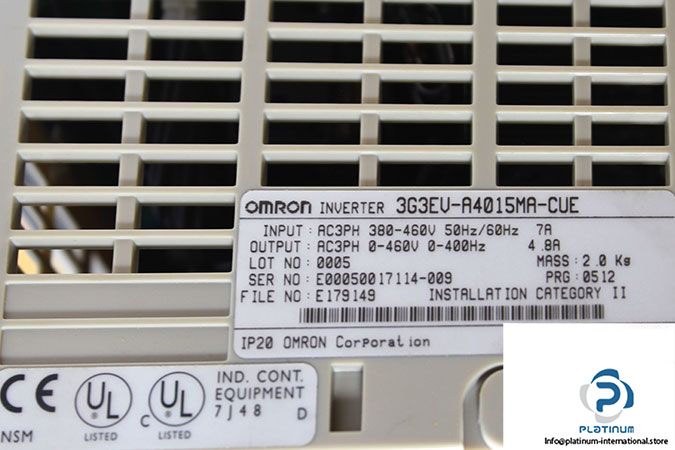 OMRON INVERTER 3G3EV-A4015MA-CUE
INPUT : AC3PH 380-460V 50Hz/60Hz 7A
OUTPUT : AC3PH 0-460V 0-400Hz 4.8A
LOT NO : 0005 MASS : 2.0 Kg
SER NO : E00050017114-009 PRG : 0512
FILE NO : E179149 INSTALLATION CATEGORY II
IP20 OMRON Corporation
CE
NSM
UL
LISTED
C UL
LISTED
IND. CONT.
EQUIPMENT
7J48 D
PLATINUM
Info@platinum-international.store